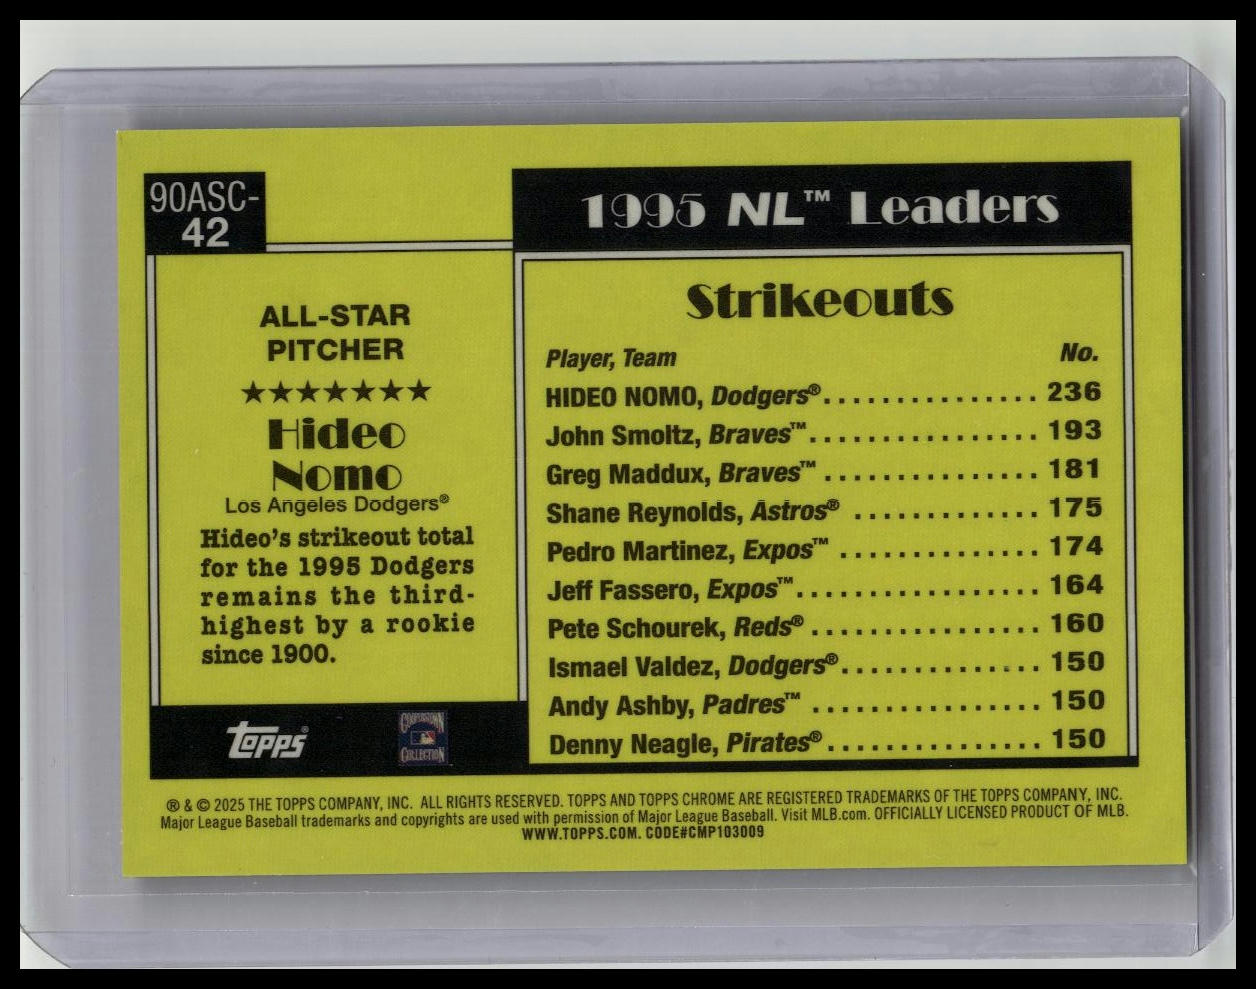 90ASC-
42
1995 NL™ Leaders
ALL-STAR
PITCHER
★★★★★★★
Hideo
Nomo
Los Angeles Dodgers®
Hideo's strikeout total
for the 1995 Dodgers
remains the third-
highest by a rookie
since 1900.
Strikeouts
Player, Team No.
HIDEO NOMO, Dodgers®............... 236
John Smoltz, Braves™................ 193
Greg Maddux, Braves™ ............... 181
Shane Reynolds, Astros® ............. 175
Pedro Martinez, Expos™ .............. 174
Jeff Fassero, Expos™................. 164
Pete Schourek, Reds® ................ 160
Ismael Valdez, Dodgers®.............. 150
Andy Ashby, Padres™ ................ 150
Denny Neagle, Pirates®............... 150
Topps®
COOPERSTOWN
COLLECTION
® & © 2025 THE TOPPS COMPANY, INC. ALL RIGHTS RESERVED. TOPPS AND TOPPS CHROME ARE REGISTERED TRADEMARKS OF THE TOPPS COMPANY, INC.
Major League Baseball trademarks and copyrights are used with permission of Major League Baseball. Visit MLB.com. OFFICIALLY LICENSED PRODUCT OF MLB.
WWW.TOPPS.COM. CODE#CMP103009